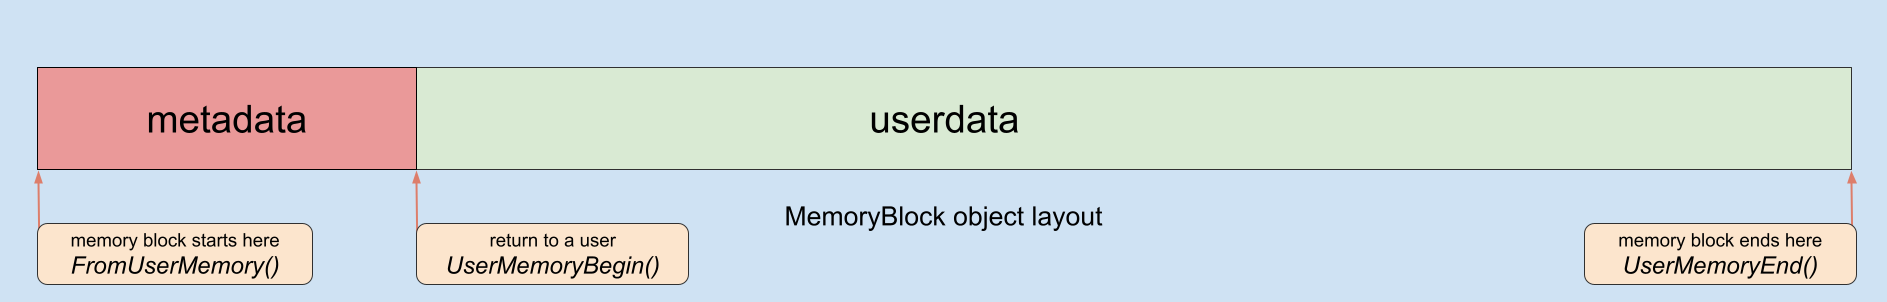 metadata
userdata
MemoryBlock object layout
memory block starts here
FromUserMemory()
return to a user
UserMemoryBegin()
memory block ends here
UserMemoryEnd()